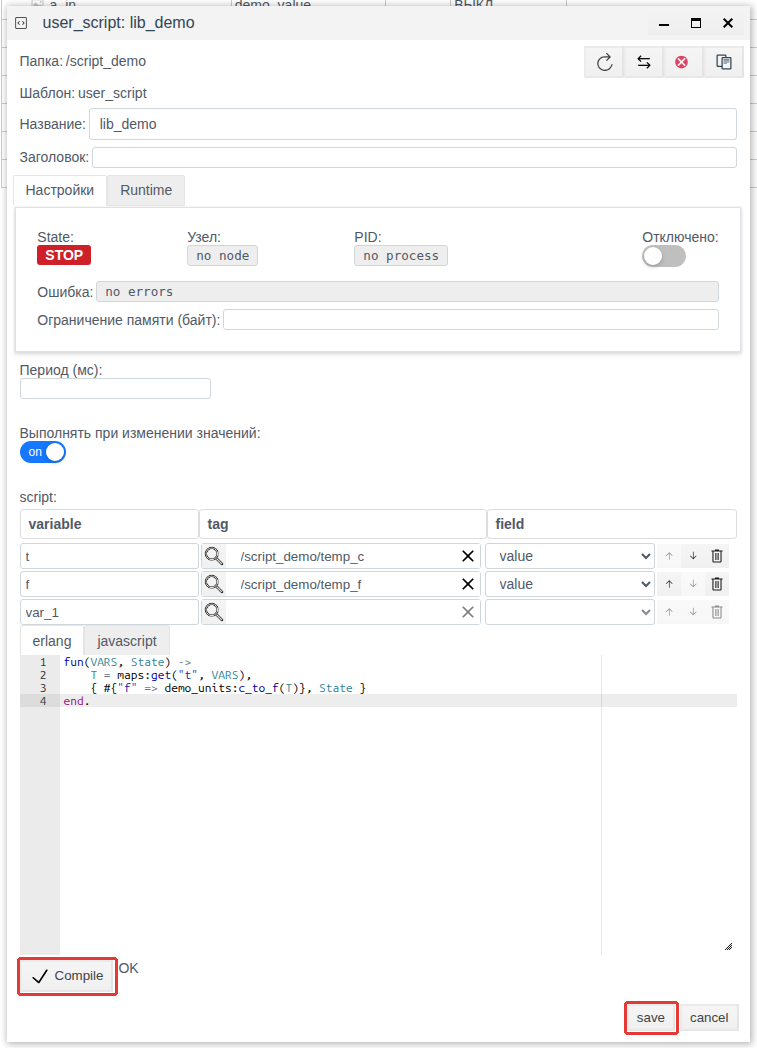 a_in demo_value ВЫКЛ
user_script: lib_demo
Папка: /script_demo
Шаблон: user_script
Название: lib_demo
Заголовок:
Настройки Runtime
State: Узел: PID: Отключено:
STOP no node no process
Ошибка: no errors
Ограничение памяти (байт):
Период (мс):
Выполнять при изменении значений:
on
script:
variable tag field
t /script_demo/temp_c value
f /script_demo/temp_f value
var_1
erlang javascript
1 fun(VARS, State) ->
2 T = maps:get("t", VARS),
3 { #{"f" => demo_units:c_to_f(T)}, State }
4 end.
Compile OK
save cancel